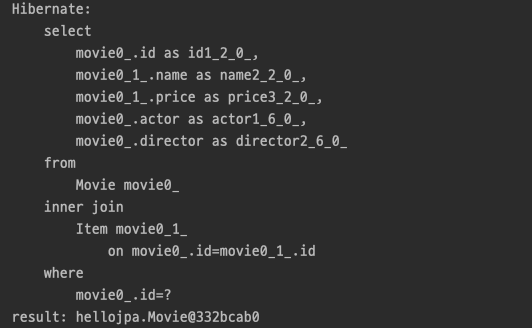 Hibernate:
    select
        movie0_.id as id1_2_0_,
        movie0_1_.name as name2_2_0_,
        movie0_1_.price as price3_2_0_,
        movie0_.actor as actor1_6_0_,
        movie0_.director as director2_6_0_
    from
        Movie movie0_
    inner join
        Item movie0_1_
            on movie0_.id=movie0_1_.id
    where
        movie0_.id=?
result: hellojpa.Movie@332bcab0